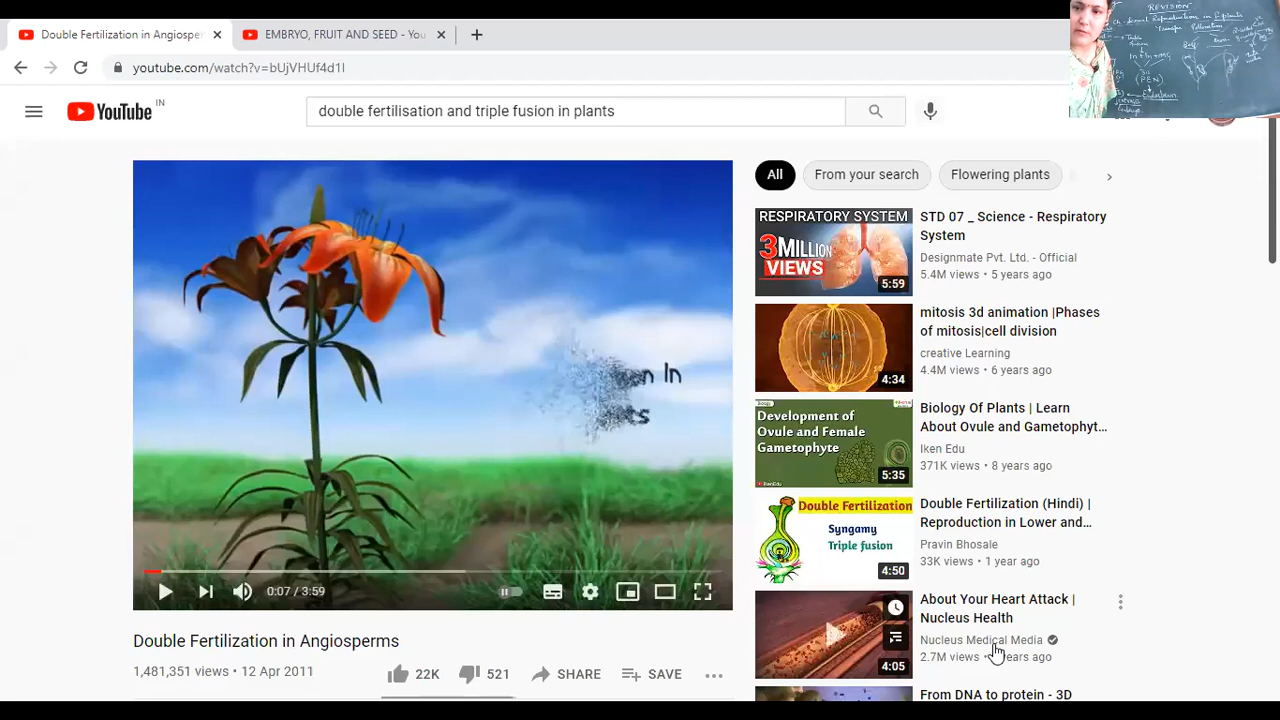 Double Fertilization in Angiosper
EMBRYO, FRUIT AND SEED - You
youtube.com/watch?v=bUjVHUf4d1I
YouTube IN
double fertilisation and triple fusion in plants
REVISION
All
From your search
Flowering plants
RESPIRATORY SYSTEM
3 MILLION
VIEWS
5:59
STD 07 _ Science - Respiratory
System
Designmate Pvt. Ltd. - Official
5.4M views • 5 years ago
4:34
mitosis 3d animation |Phases
of mitosis|cell division
creative Learning
4.4M views • 6 years ago
Development of
Ovule and Female
Gametophyte
5:35
Biology Of Plants | Learn
About Ovule and Gametophyt...
Iken Edu
371K views • 8 years ago
Double Fertilization
Syngamy
Triple fusion
4:50
Double Fertilization (Hindi) |
Reproduction in Lower and...
Pravin Bhosale
33K views • 1 year ago
4:05
About Your Heart Attack |
Nucleus Health
Nucleus Medical Media
2.7M views • years ago
From DNA to protein - 3D
In
0:07 / 3:59
Double Fertilization in Angiosperms
1,481,351 views • 12 Apr 2011
22K
521
SHARE
SAVE